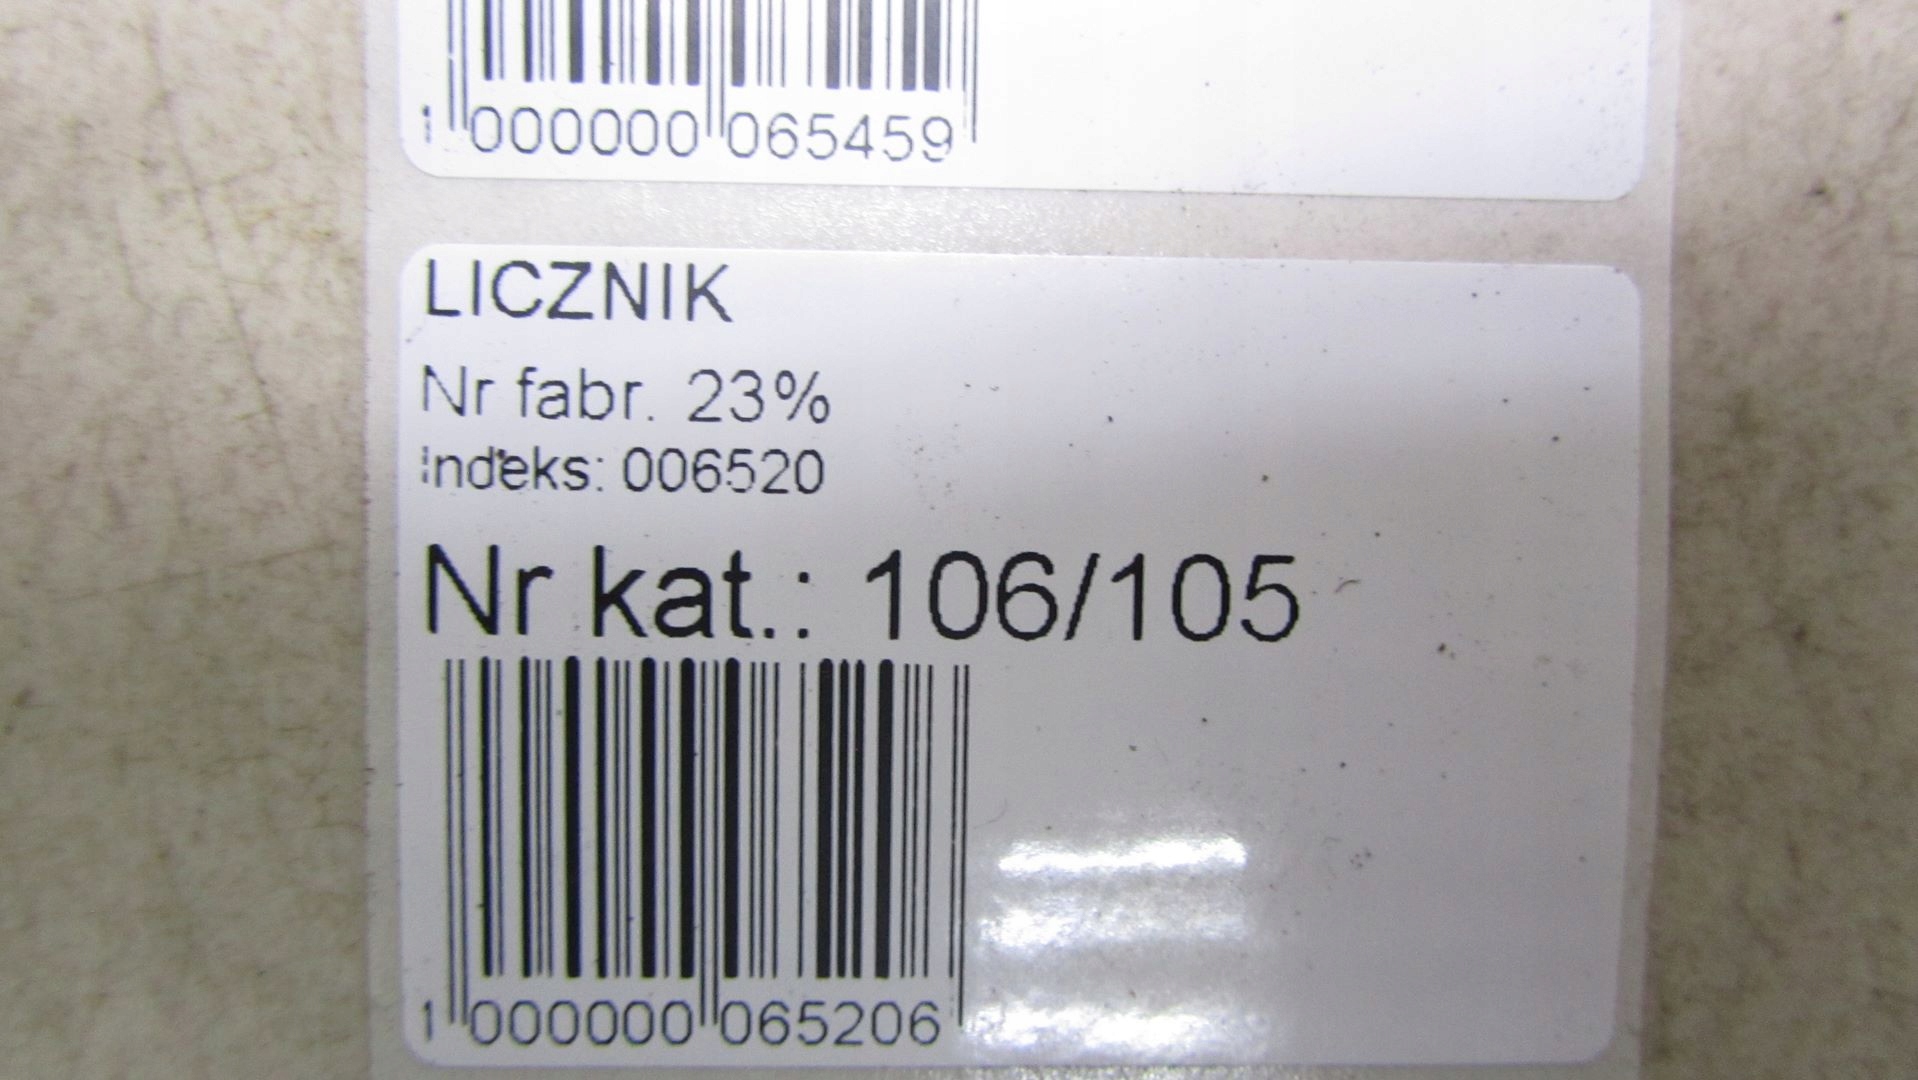 1 000000 065459
LICZNIK
Nr fabr. 23%
Indeks: 006520
Nr kat.: 106/105
1 000000 065206